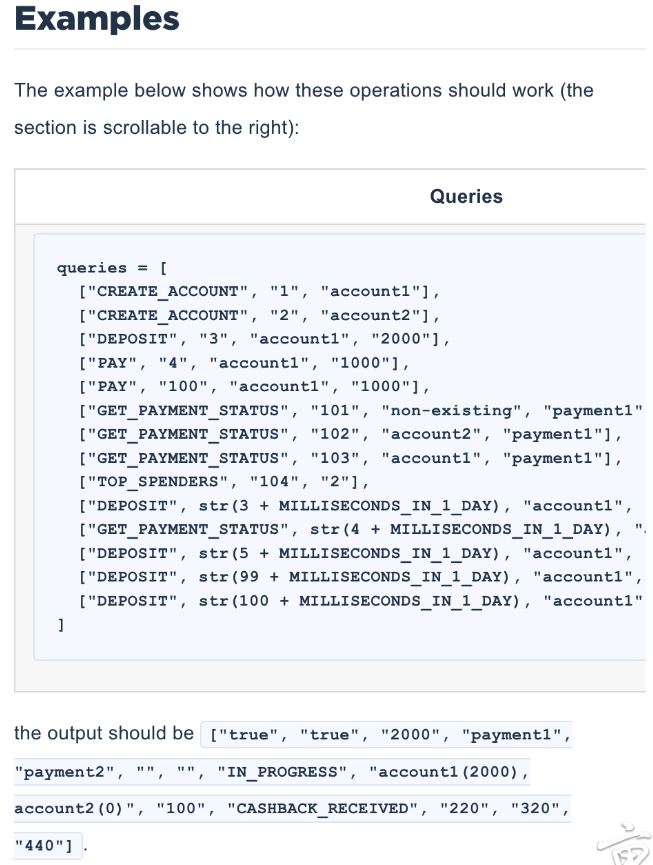 Examples
The example below shows how these operations should work (the
section is scrollable to the right):
Queries
queries = [
["CREATE_ACCOUNT", "1", "account1"],
["CREATE_ACCOUNT", "2", "account2"],
["DEPOSIT", "3", "account1", "2000"],
["PAY", "4", "account1", "1000"],
["PAY", "100", "account1", "1000"],
["GET_PAYMENT_STATUS", "101", "non-existing", "payment1"
["GET_PAYMENT_STATUS", "102", "account2", "payment1"],
["GET_PAYMENT_STATUS", "103", "account1", "payment1"],
["TOP_SPENDERS", "104", "2"],
["DEPOSIT", str(3 + MILLISECONDS_IN_1_DAY), "account1",
["GET_PAYMENT_STATUS", str(4 + MILLISECONDS_IN_1_DAY), "
["DEPOSIT", str(5 + MILLISECONDS_IN_1_DAY), "account1",
["DEPOSIT", str(99 + MILLISECONDS_IN_1_DAY), "account1",
["DEPOSIT", str(100 + MILLISECONDS_IN_1_DAY), "account1"
]
the output should be ["true", "true", "2000", "payment1",
"payment2", "", "", "IN_PROGRESS", "account1(2000),
account2(0)", "100", "CASHBACK_RECEIVED", "220", "320",
"440"].